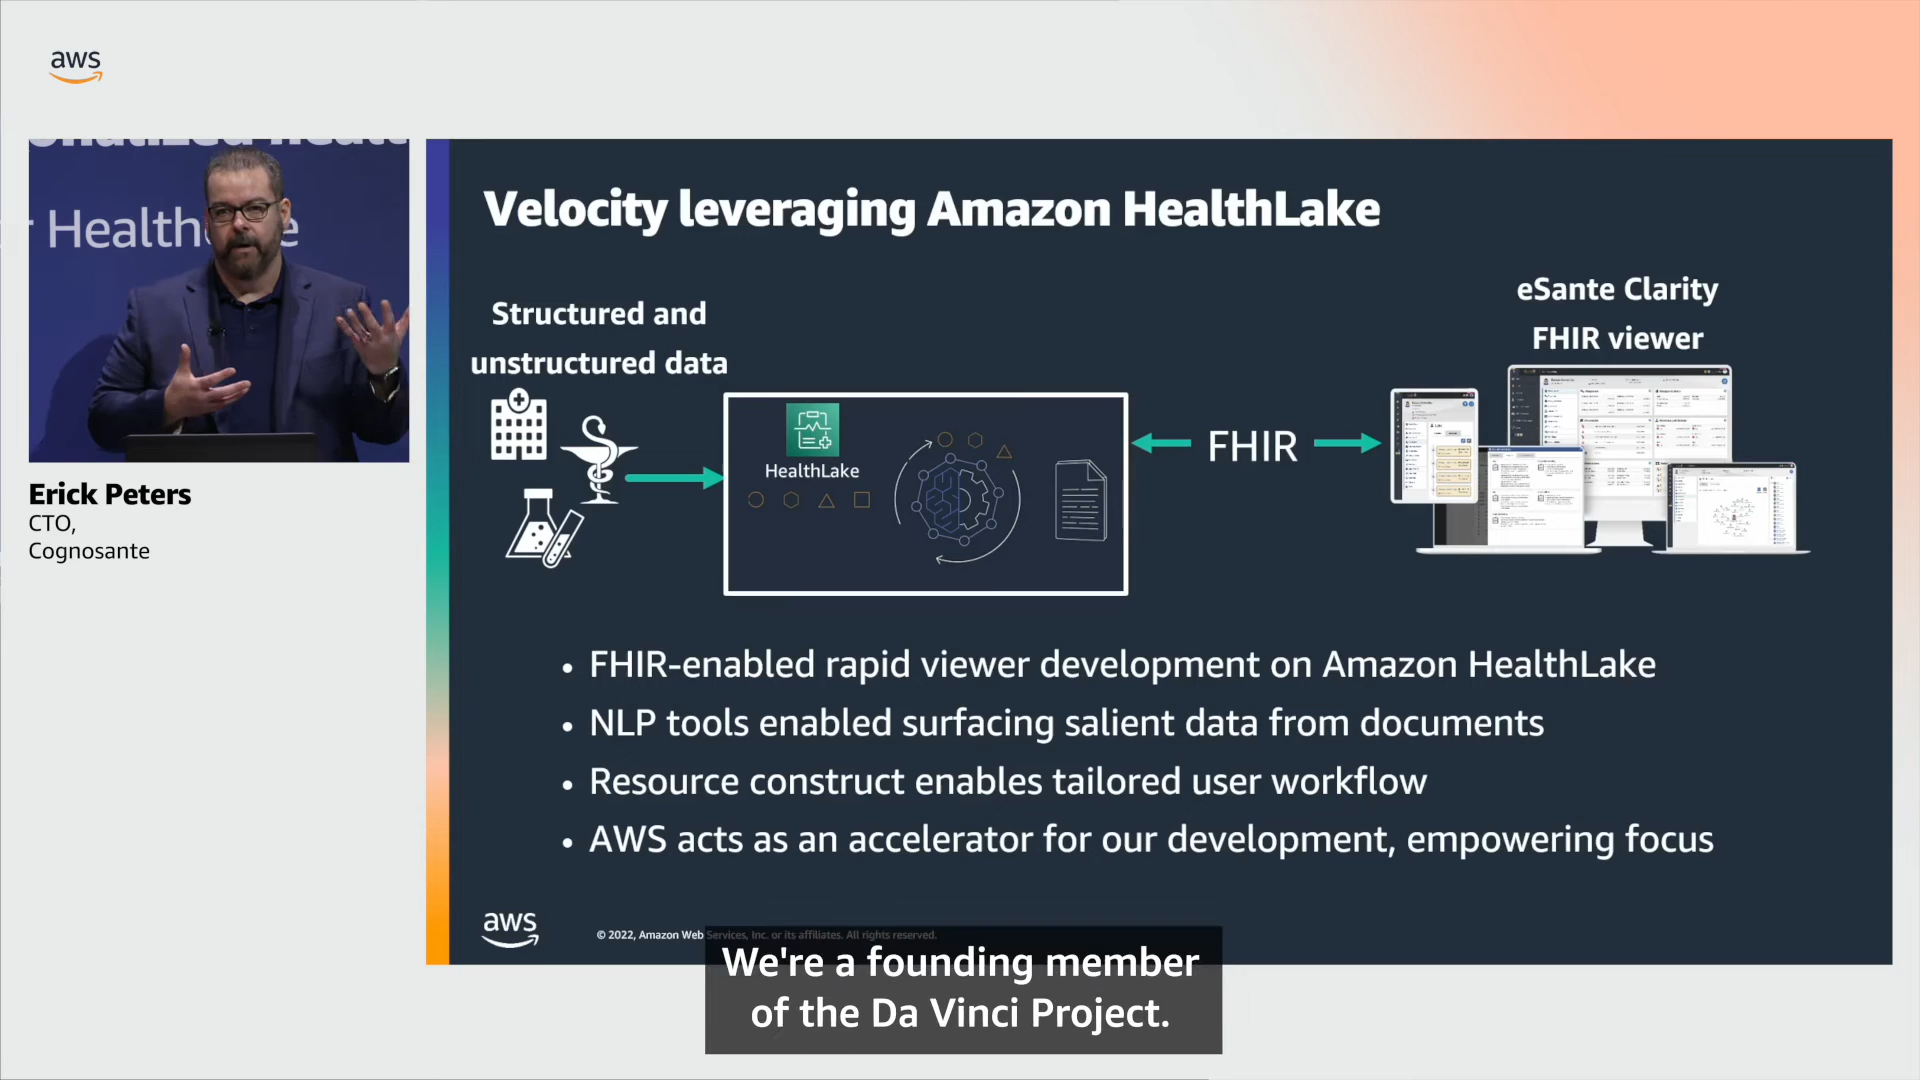 aws
Healthc e
Erick Peters
CTO,
Cognosante
Velocity leveraging Amazon HealthLake
Structured and
unstructured data
HealthLake
FHIR
eSante Clarity
FHIR viewer
• FHIR-enabled rapid viewer development on Amazon HealthLake
• NLP tools enabled surfacing salient data from documents
• Resource construct enables tailored user workflow
• AWS acts as an accelerator for our development, empowering focus
aws
© 2022, Amazon Web Services, Inc. or its affiliates. All rights reserved.
We're a founding member
of the Da Vinci Project.